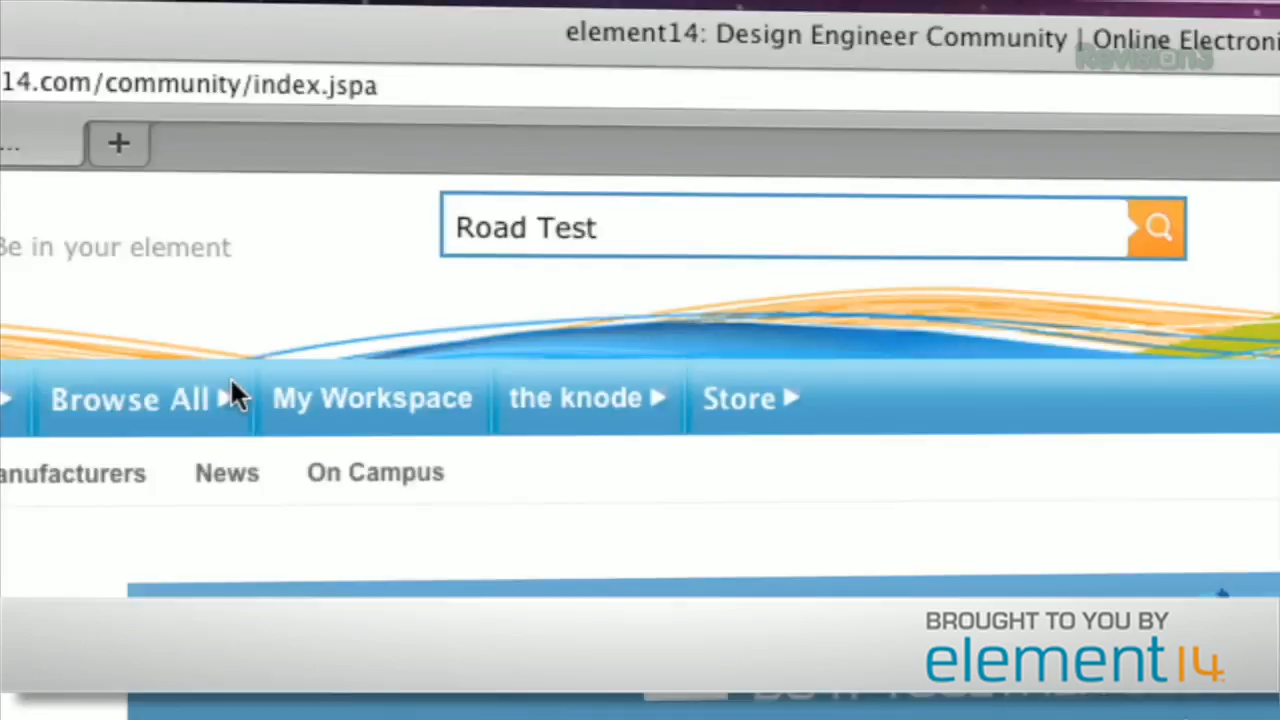 element14: Design Engineer Community | Online Electroni
Revision3
14.com/community/index.jspa
...
+
Road Test
Be in your element
Browse All
My Workspace
the knode
Store
anufacturers
News
On Campus
BROUGHT TO YOU BY
element14